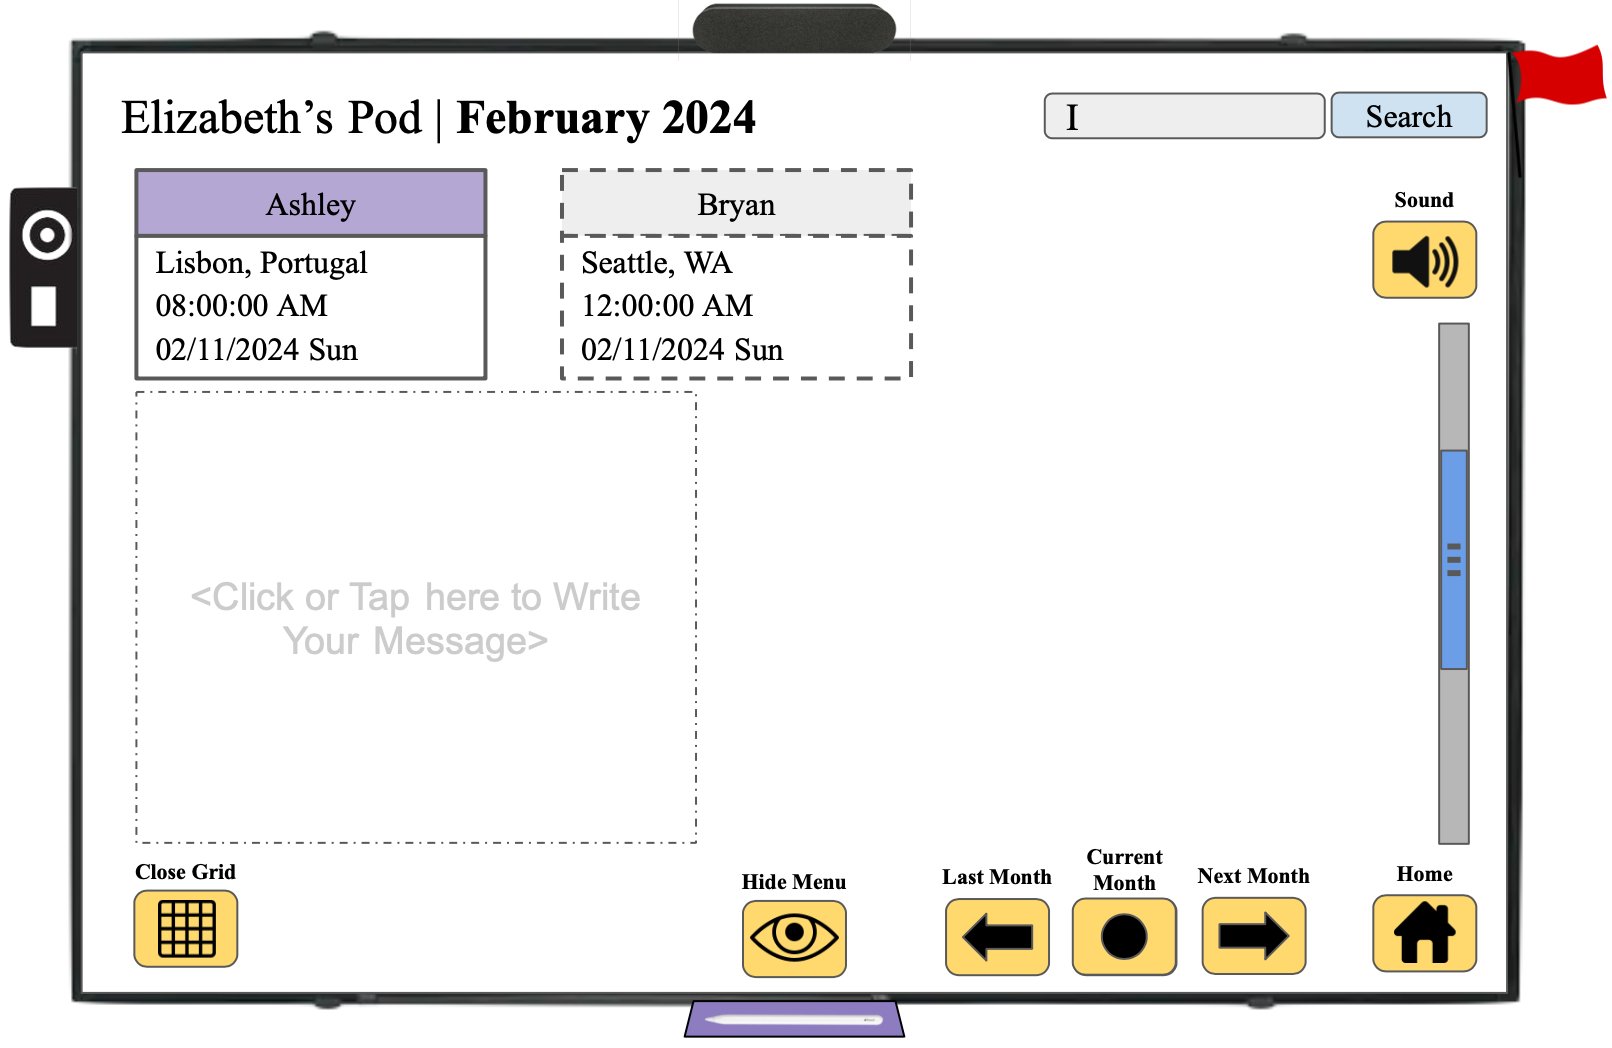 Elizabeth’s Pod | February 2024
I
Search
Ashley
Lisbon, Portugal
08:00:00 AM
02/11/2024 Sun
Bryan
Seattle, WA
12:00:00 AM
02/11/2024 Sun
Sound
<Click or Tap here to Write
Your Message>
Close Grid
Hide Menu
Last Month
Current
Month
Next Month
Home